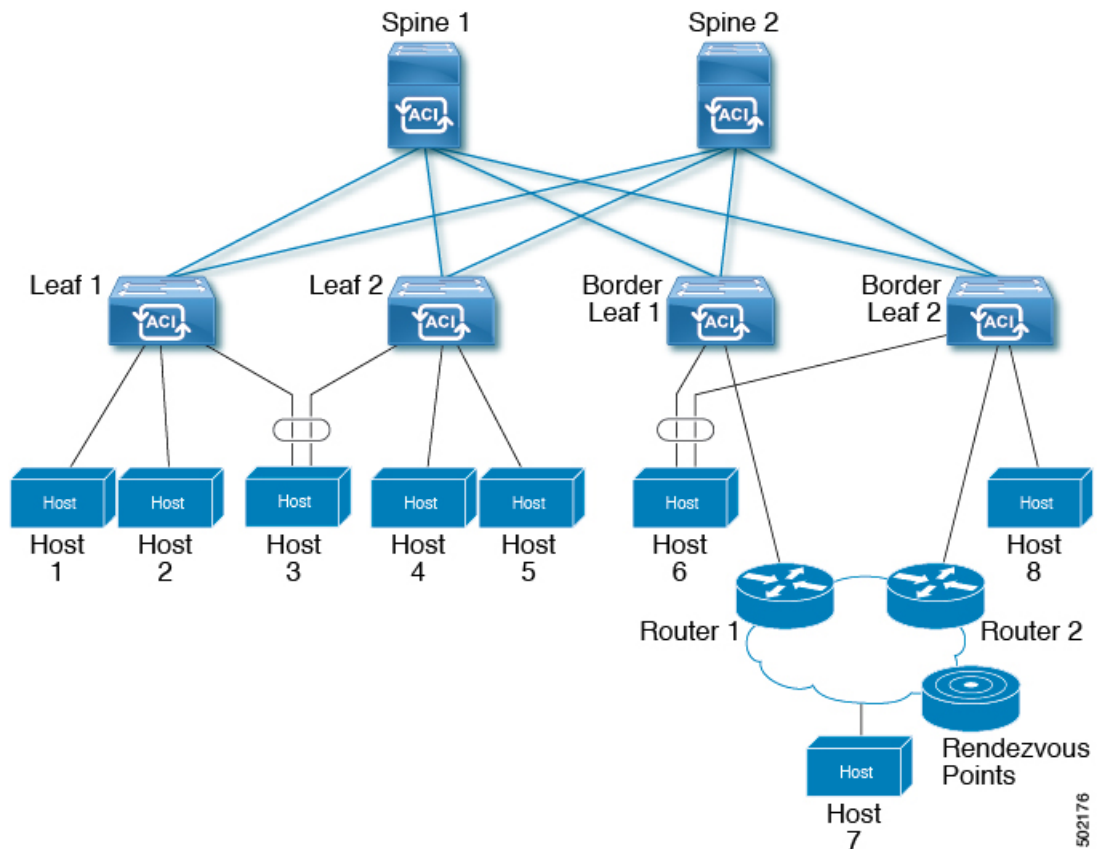 Spine 1
Spine 2
ACI
ACI
Leaf 1
Leaf 2
Border
Leaf 1
Border
Leaf 2
ACI
ACI
ACI
ACI
Host
Host
Host
Host
Host
Host
Host
Host
1
Host
2
Host
3
Host
4
Host
5
Host
6
Host
8
Router 1
Router 2
Rendezvous
Points
Host
Host
7
502176